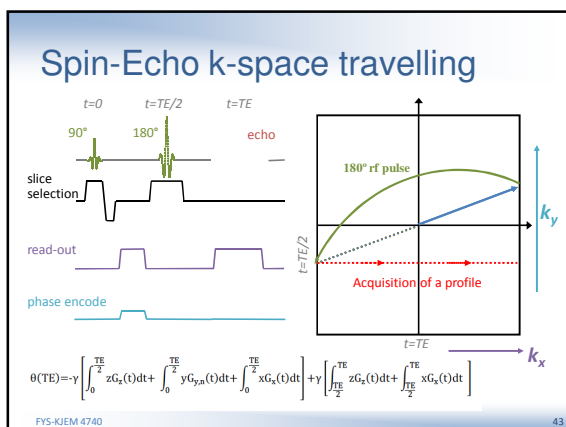 Spin-Echo k-space travelling
t=0 t=TE/2 t=TE
90° 180° echo
slice
selection
read-out
phase encode
180° rf pulse
k_y
t=TE/2
Acquisition of a profile
t=TE
k_x
θ(TE)=-γ[∫_0^{TE/2} zG_z(t)dt+ ∫_0^{TE/2} yG_{y,n}(t)dt+ ∫_0^{TE/2} xG_x(t)dt] +γ[∫_{TE/2}^{TE} zG_z(t)dt+ ∫_{TE/2}^{TE} xG_x(t)dt ]
FYS-KJEM 4740 43